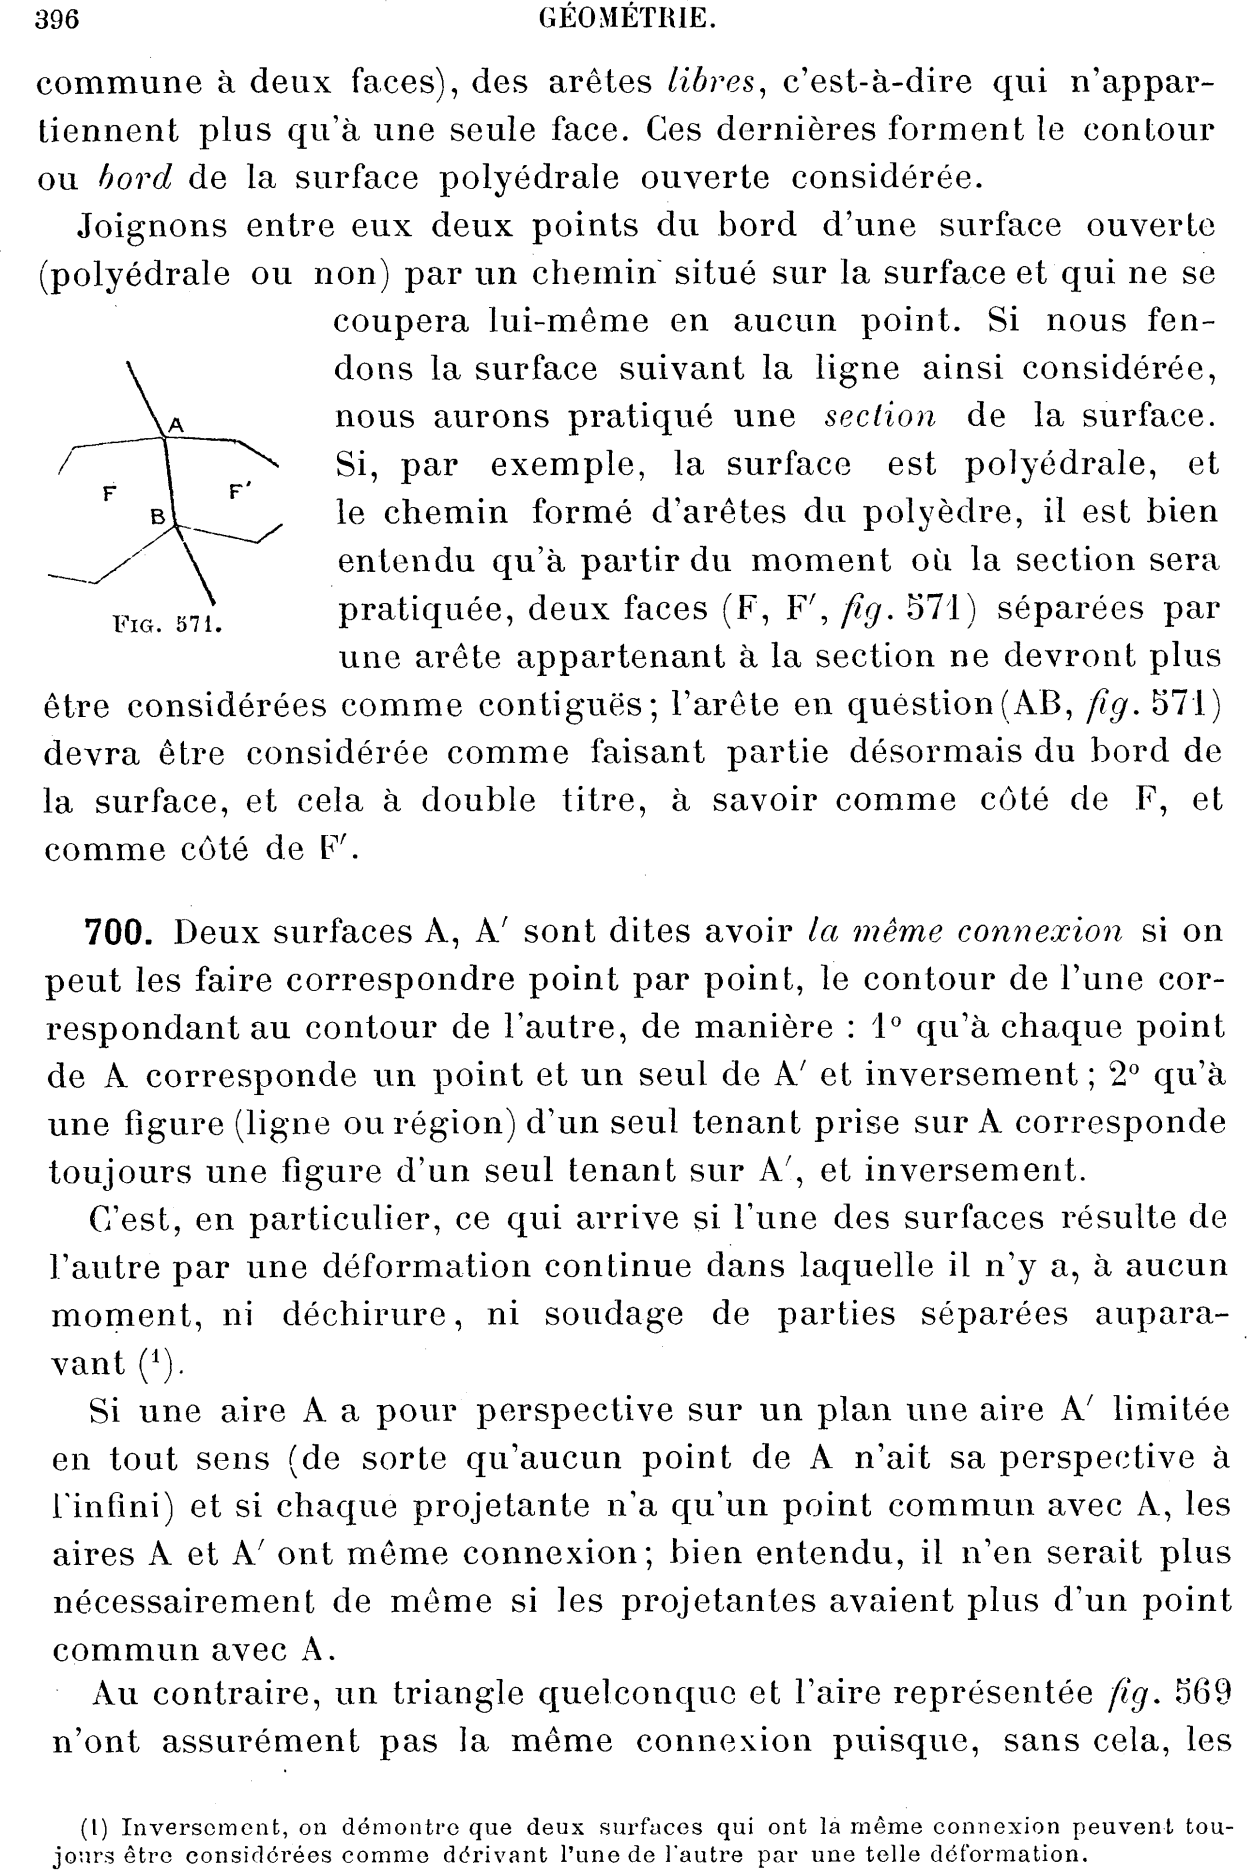 396 GÉOMÉTRIE.
commune à deux faces), des arêtes libres, c'est-à-dire qui n'appar-
tiennent plus qu'à une seule face. Ces dernières forment le contour
ou bord de la surface polyédrale ouverte considérée.
Joignons entre eux deux points du bord d'une surface ouverte
(polyédrale ou non) par un chemin situé sur la surface et qui ne se
coupera lui-même en aucun point. Si nous fen-
dons la surface suivant la ligne ainsi considérée,
nous aurons pratiqué une section de la surface.
Si, par exemple, la surface est polyédrale, et
le chemin formé d'arêtes du polyèdre, il est bien
entendu qu'à partir du moment où la section sera
pratiquée, deux faces (F, F′, fig. 571) séparées par
une arête appartenant à la section ne devront plus
A
F
F'
B
FIG. 571.
être considérées comme contiguës; l'arête en question (AB, fig. 571)
devra être considérée comme faisant partie désormais du bord de
la surface, et cela à double titre, à savoir comme côté de F, et
comme côté de F′.
700. Deux surfaces A, A′ sont dites avoir la même connexion si on
peut les faire correspondre point par point, le contour de l'une cor-
respondant au contour de l'autre, de manière : 1° qu'à chaque point
de A corresponde un point et un seul de A′ et inversement; 2° qu'à
une figure (ligne ou région) d'un seul tenant prise sur A corresponde
toujours une figure d'un seul tenant sur A′, et inversement.
C'est, en particulier, ce qui arrive si l'une des surfaces résulte de
l'autre par une déformation continue dans laquelle il n'y a, à aucun
moment, ni déchirure, ni soudage de parties séparées aupara-
vant (¹).
Si une aire A a pour perspective sur un plan une aire A′ limitée
en tout sens (de sorte qu'aucun point de A n'ait sa perspective à
l'infini) et si chaque projetante n'a qu'un point commun avec A, les
aires A et A′ ont même connexion; bien entendu, il n'en serait plus
nécessairement de même si les projetantes avaient plus d'un point
commun avec A.
Au contraire, un triangle quelconque et l'aire représentée fig. 569
n'ont assurément pas la même connexion puisque, sans cela, les
(1) Inversement, on démontre que deux surfaces qui ont la même connexion peuvent tou-
jours être considérées comme dérivant l'une de l'autre par une telle déformation.